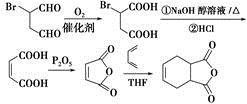 Br CHO O₂ Br COOH ①NaOH 醇溶液/△
CHO 催化剂 COOH ②HCl
COOH P₂O₅ O O
COOH O THF O
O O